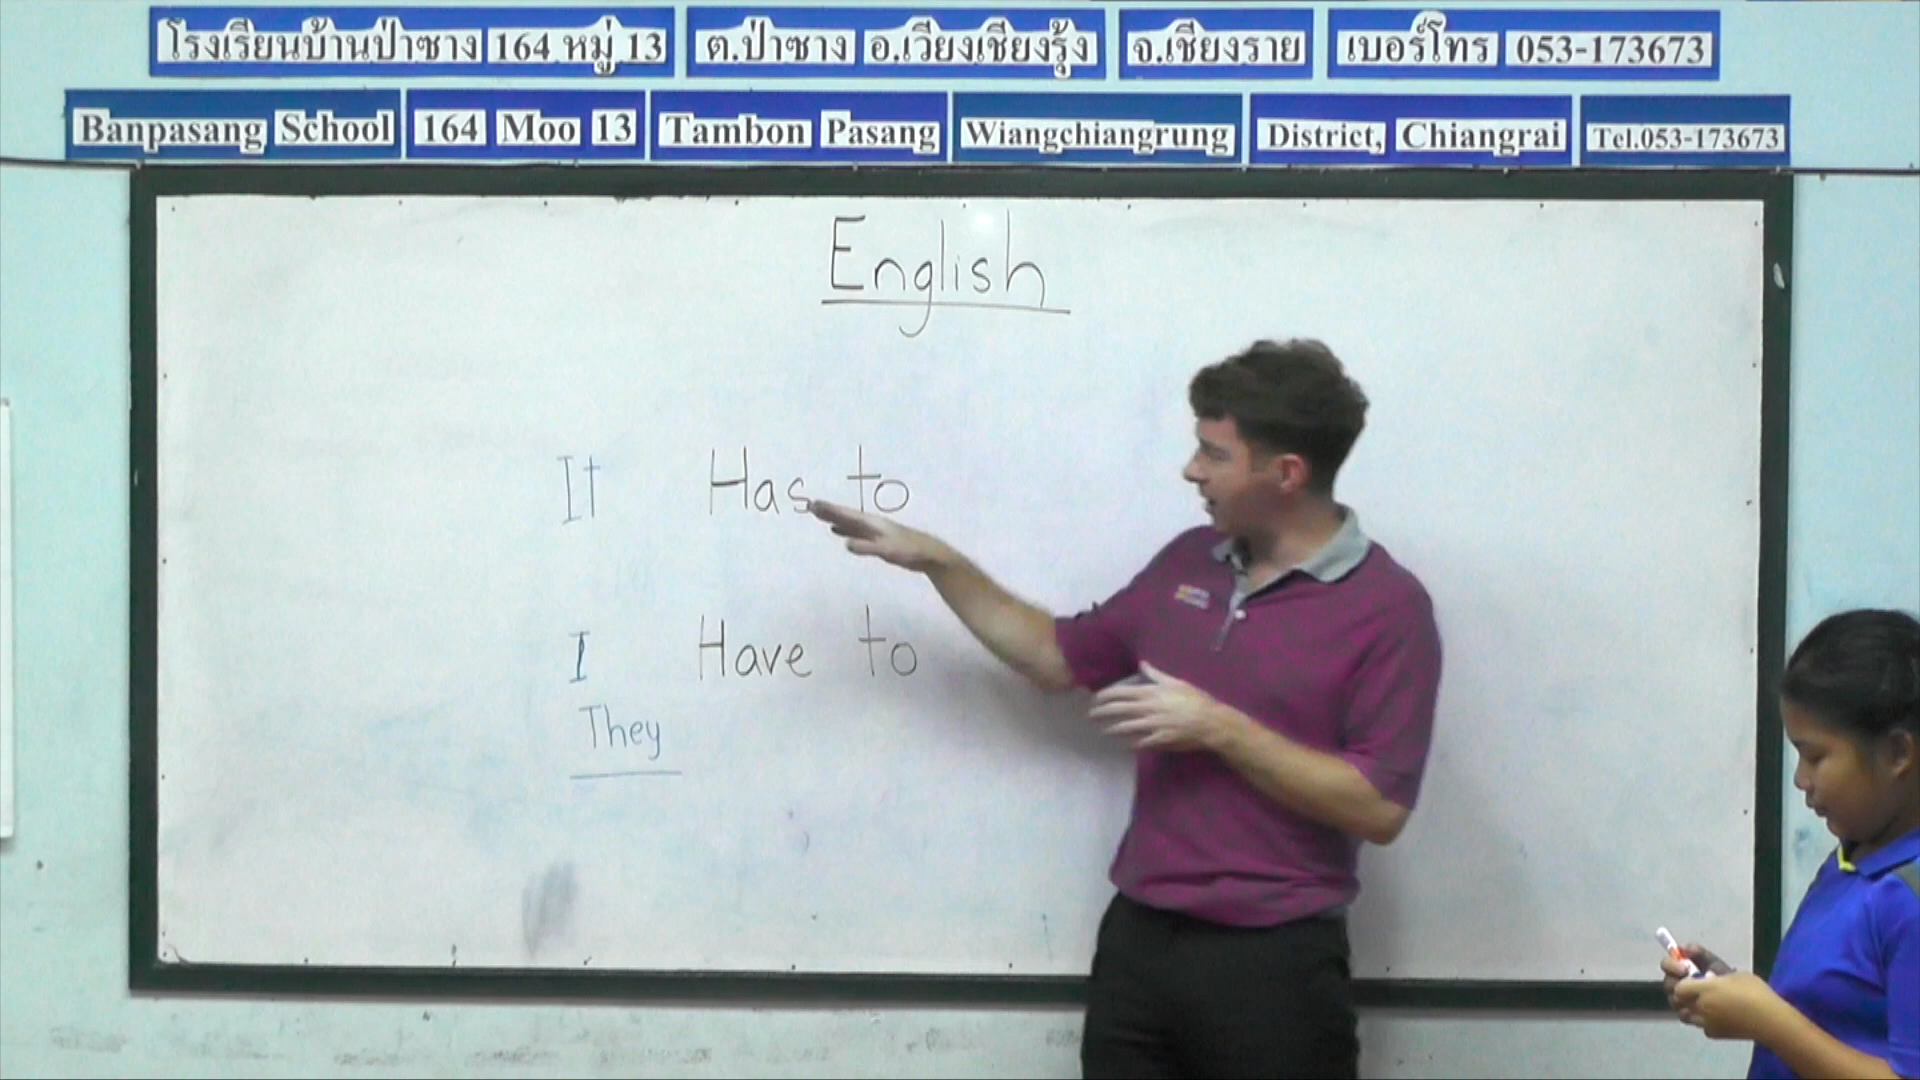 โรงเรียนบ้านป่าซาง 164 หมู่ 13 ต.ป่าซาง อ.เวียงเชียงรุ้ง จ.เชียงราย เบอร์โทร 053-173673
Banpasang School 164 Moo 13 Tambon Pasang Wiangchiangrung District, Chiangrai Tel.053-173673
English
It Has to
I Have to
They